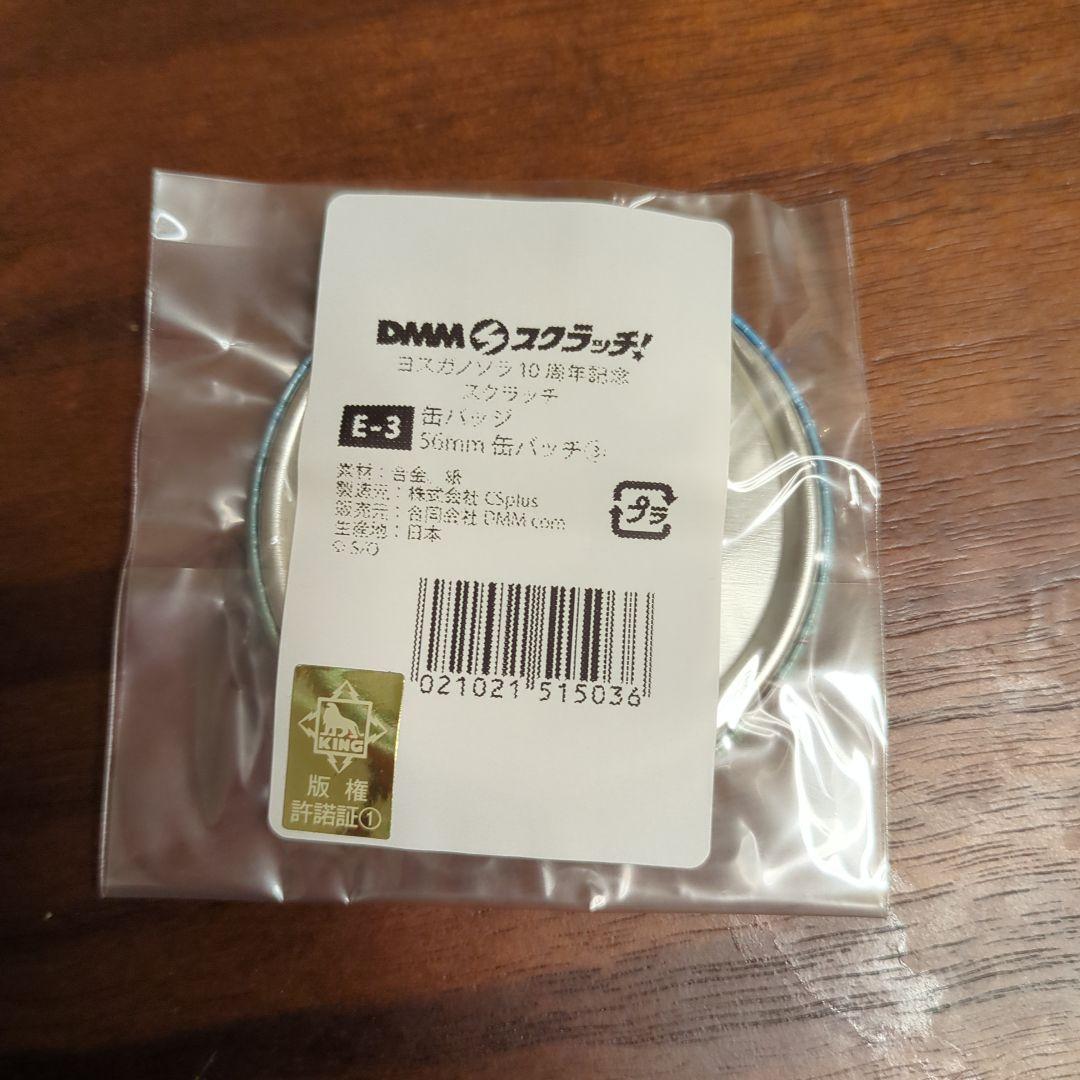 DMM スクラッチ!
ヨスガノソラ10周年記念
スクラッチ
E-3 缶バッジ
56mm 缶バッチ③
素材：合金、紙
製造元：株式会社 CSplus
販売元：合同会社 DMM.com
生産地：日本
© S/O
プラ
021021 515036
KING
版権
許諾証①